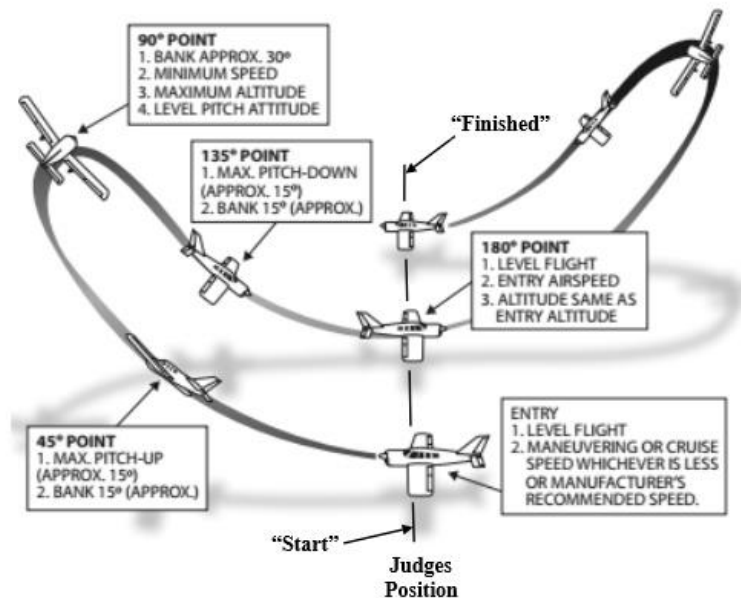 90° POINT
1. BANK APPROX. 30º
2. MINIMUM SPEED
3. MAXIMUM ALTITUDE
4. LEVEL PITCH ATTITUDE
“Finished”
135° POINT
1. MAX. PITCH-DOWN
(APPROX. 15º)
2. BANK 15º (APPROX.)
180° POINT
1. LEVEL FLIGHT
2. ENTRY AIRSPEED
3. ALTITUDE SAME AS
ENTRY ALTITUDE
45° POINT
1. MAX. PITCH-UP
(APPROX. 15º)
2. BANK 15º (APPROX.)
ENTRY
1. LEVEL FLIGHT
2. MANEUVERING OR CRUISE
SPEED WHICHEVER IS LESS
OR MANUFACTURER’S
RECOMMENDED SPEED.
“Start”
Judges
Position